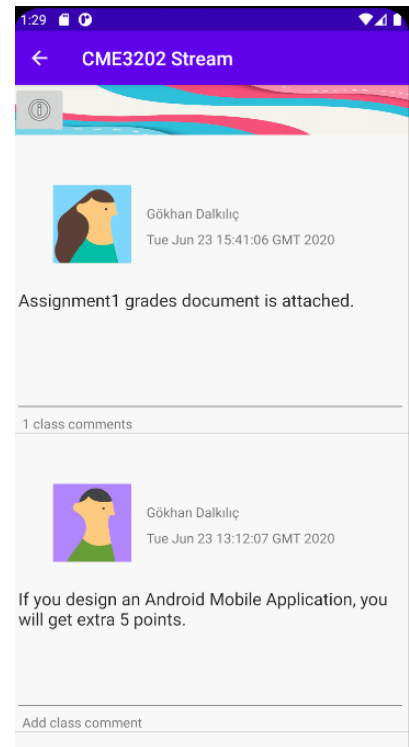 1:29
CME3202 Stream
Gökhan Dalkılıç
Tue Jun 23 15:41:06 GMT 2020
Assignment1 grades document is attached.
1 class comments
Gökhan Dalkılıç
Tue Jun 23 13:12:07 GMT 2020
If you design an Android Mobile Application, you
will get extra 5 points.
Add class comment